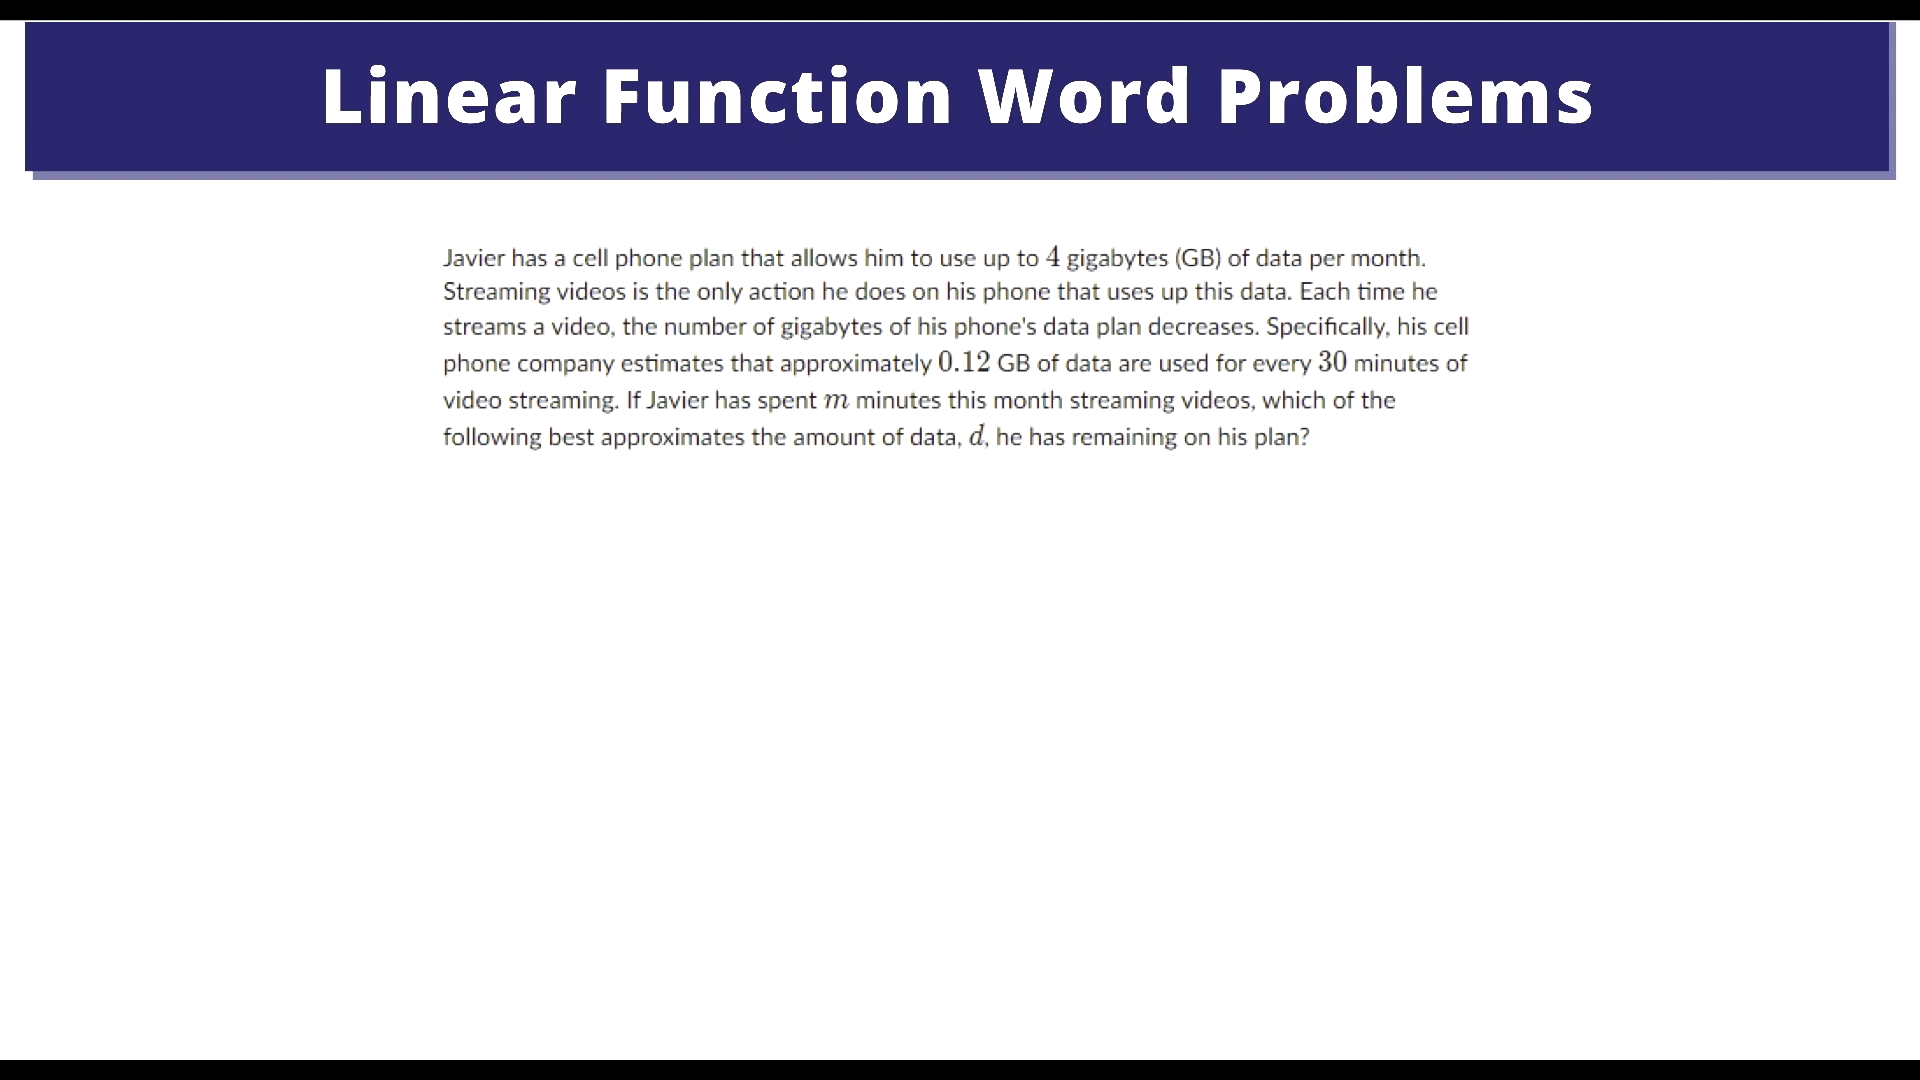 Linear Function Word Problems
Javier has a cell phone plan that allows him to use up to 4 gigabytes (GB) of data per month.
Streaming videos is the only action he does on his phone that uses up this data. Each time he
streams a video, the number of gigabytes of his phone's data plan decreases. Specifically, his cell
phone company estimates that approximately 0.12 GB of data are used for every 30 minutes of
video streaming. If Javier has spent m minutes this month streaming videos, which of the
following best approximates the amount of data, d, he has remaining on his plan?